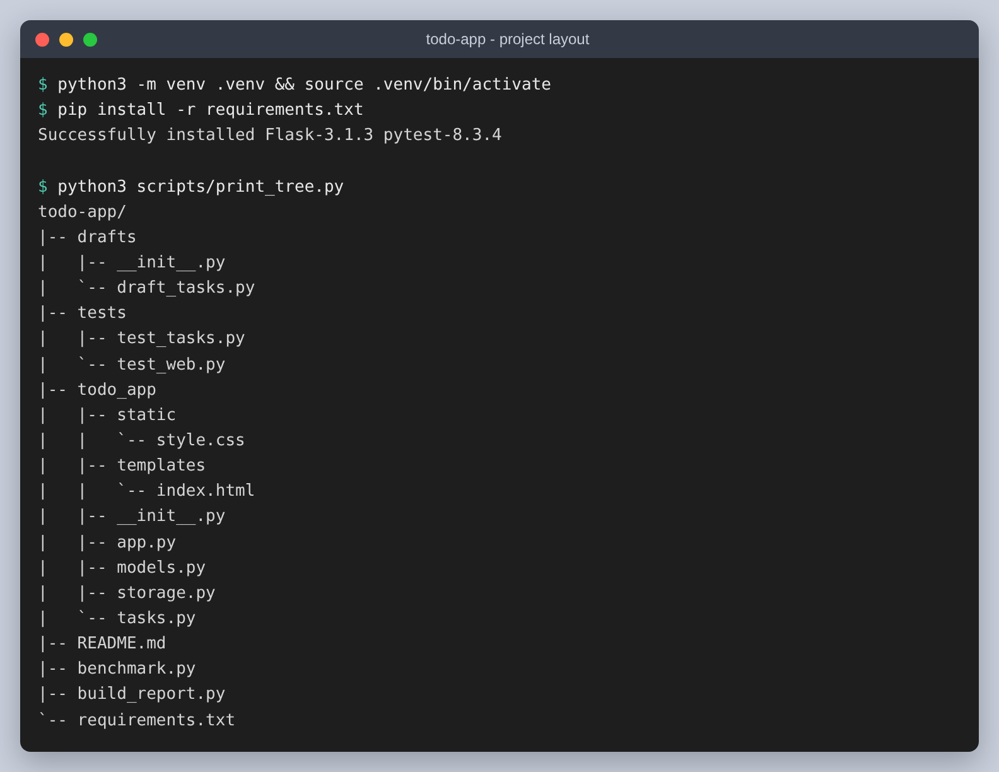 todo-app - project layout
$ python3 -m venv .venv && source .venv/bin/activate
$ pip install -r requirements.txt
Successfully installed Flask-3.1.3 pytest-8.3.4

$ python3 scripts/print_tree.py
todo-app/
|-- drafts
|   |-- __init__.py
|   `-- draft_tasks.py
|-- tests
|   |-- test_tasks.py
|   `-- test_web.py
|-- todo_app
|   |-- static
|   |   `-- style.css
|   |-- templates
|   |   `-- index.html
|   |-- __init__.py
|   |-- app.py
|   |-- models.py
|   |-- storage.py
|   `-- tasks.py
|-- README.md
|-- benchmark.py
|-- build_report.py
`-- requirements.txt